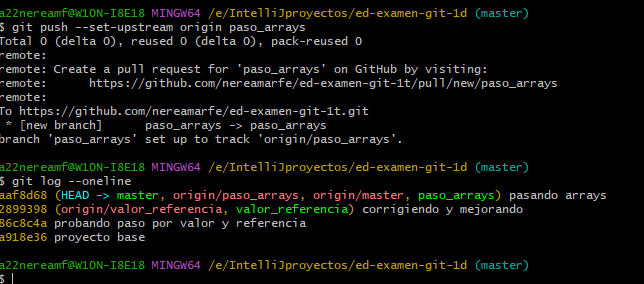 a22nereamf@W10N-I8E18 MINGW64 /e/IntelliJproyectos/ed-examen-git-1d (master)
$ git push --set-upstream origin paso_arrays
Total 0 (delta 0), reused 0 (delta 0), pack-reused 0
remote:
remote: Create a pull request for 'paso_arrays' on GitHub by visiting:
remote:      https://github.com/nereamarfe/ed-examen-git-1t/pull/new/paso_arrays
remote:
To https://github.com/nereamarfe/ed-examen-git-1t.git
 * [new branch]      paso_arrays -> paso_arrays
branch 'paso_arrays' set up to track 'origin/paso_arrays'.
a22nereamf@W10N-I8E18 MINGW64 /e/IntelliJproyectos/ed-examen-git-1d (master)
$ git log --oneline
aaf8d68 (HEAD -> master, origin/paso_arrays, origin/master, paso_arrays) pasando arrays
2899398 (origin/valor_referencia, valor_referencia) corrigiendo y mejorando
86c8c4a probando paso por valor y referencia
a918e36 proyecto base
a22nereamf@W10N-I8E18 MINGW64 /e/IntelliJproyectos/ed-examen-git-1d (master)
$